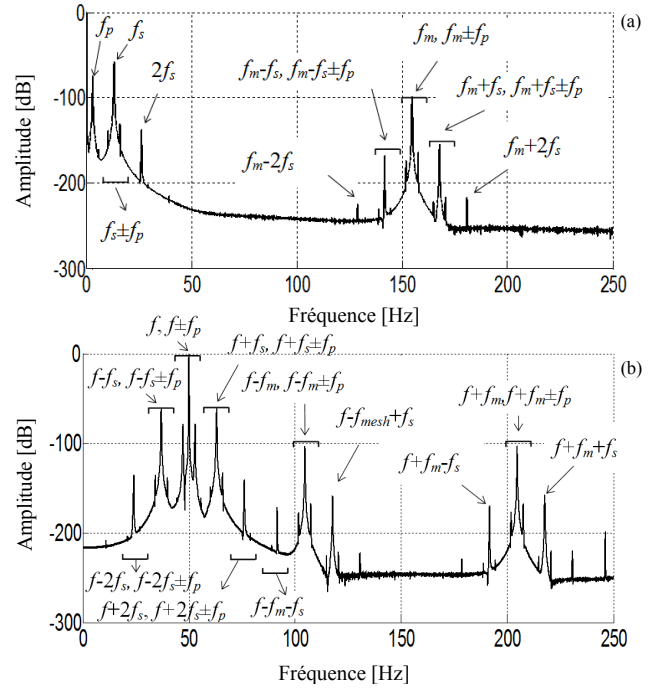 (a)
0
-100
-200
-300
Amplitude [dB]
fp
fs
2fs
fs±fp
fm-2fs
fm-fs, fm-fs±fp
fm, fm±fp
fm+fs, fm+fs±fp
fm+2fs
0 50 100 150 200 250
Fréquence [Hz]
(b)
0
-100
-200
-300
Amplitude [dB]
f, f±fp
f-fs, f-fs±fp
f+fs, f+fs±fp
f-fm, f-fm±fp
f-fmesh+fs
f+fm, f+fm±fp
f+fm-fs
f+fm+fs
f-2fs, f-2fs±fp
f+2fs, f+2fs±fp
f-fm-fs
0 50 100 150 200 250
Fréquence [Hz]